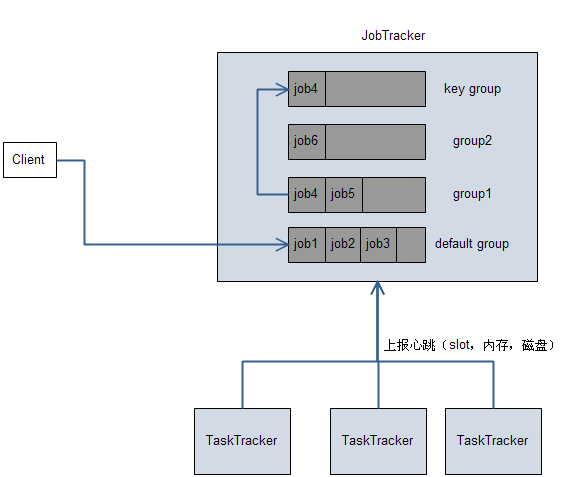 JobTracker
job4
key group
job6
group2
Client
job4 job5
group1
job1 job2 job3
default group
上报心跳（slot，内存，磁盘）
TaskTracker
TaskTracker
TaskTracker